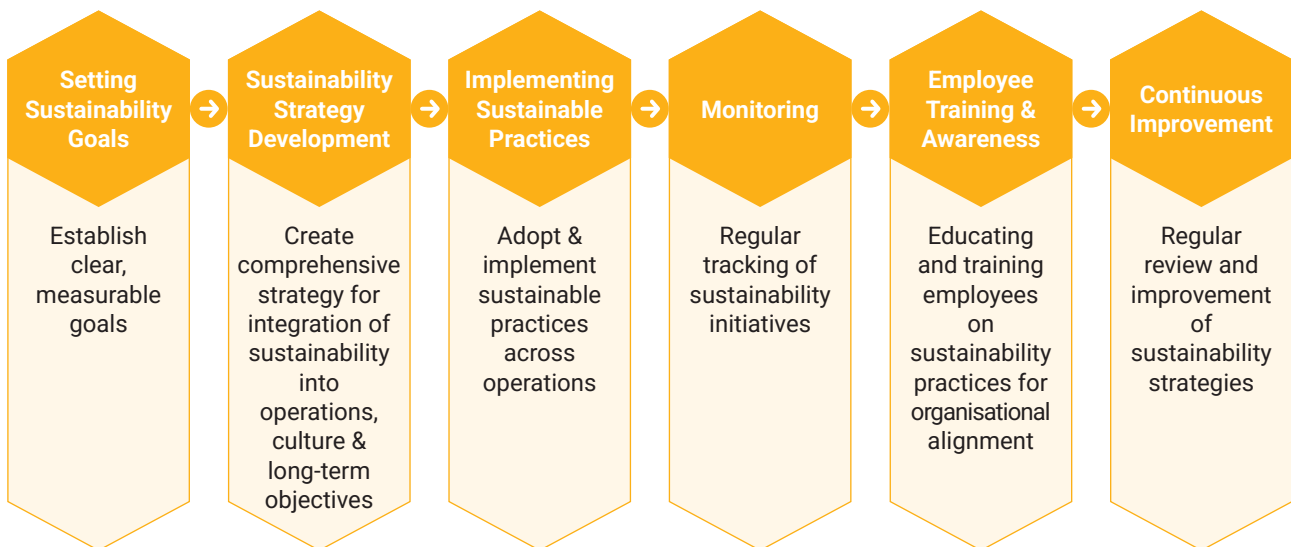 Setting
Sustainability
Goals
Establish
clear,
measurable
goals
Sustainability
Strategy
Development
Create
comprehensive
strategy for
integration of
sustainability
into
operations,
culture &
long-term
objectives
Implementing
Sustainable
Practices
Adopt &
implement
sustainable
practices
across
operations
Monitoring
Regular
tracking of
sustainability
initiatives
Employee
Training &
Awareness
Educating
and training
employees
on
sustainability
practices for
organisational
alignment
Continuous
Improvement
Regular
review and
improvement
of
sustainability
strategies